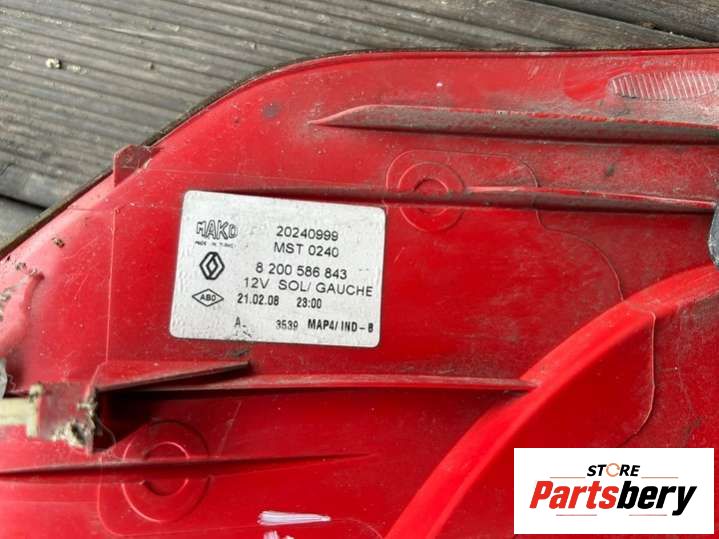 MAKO
MADE IN TURKEY
20240999
MST 0240
8 200 586 843
12V SOL/ GAUCHE
ABO
21.02.08 23:00
A. 3539 MAP4/IND-B
STORE
Partsbery